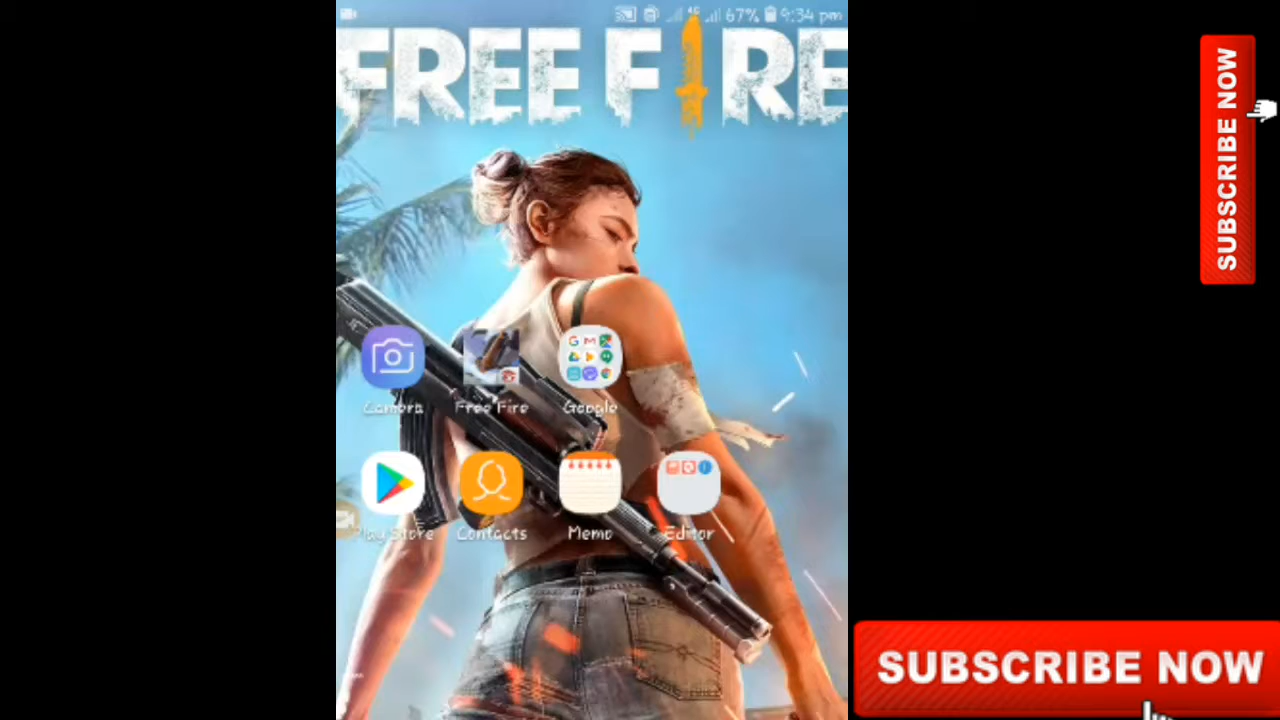 67% 9:34 pm
FREE FIRE
SUBSCRIBE NOW
Camera Free Fire Google
Play Store Contacts Memo Editor
SUBSCRIBE NOW